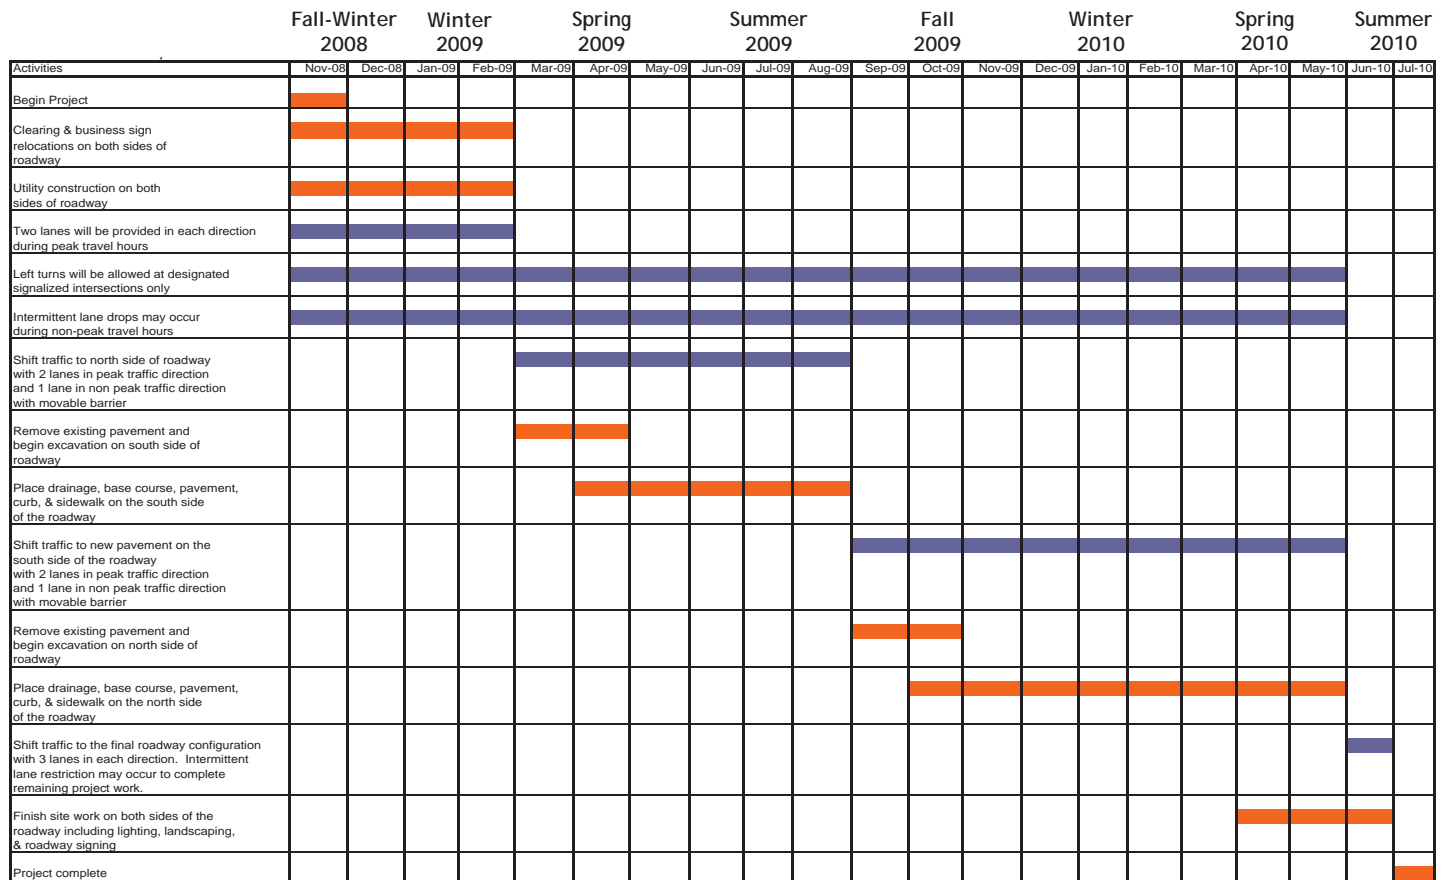 Fall-Winter Winter Spring Summer Fall Winter Spring Summer
2008 2009 2009 2009 2009 2010 2010 2010
Activities Nov-08 Dec-08 Jan-09 Feb-09 Mar-09 Apr-09 May-09 Jun-09 Jul-09 Aug-09 Sep-09 Oct-09 Nov-09 Dec-09 Jan-10 Feb-10 Mar-10 Apr-10 May-10 Jun-10 Jul-10
Begin Project
Clearing & business sign
relocations on both sides of
roadway
Utility construction on both
sides of roadway
Two lanes will be provided in each direction
during peak travel hours
Left turns will be allowed at designated
signalized intersections only
Intermittent lane drops may occur
during non-peak travel hours
Shift traffic to north side of roadway
with 2 lanes in peak traffic direction
and 1 lane in non peak traffic direction
with movable barrier
Remove existing pavement and
begin excavation on south side of
roadway
Place drainage, base course, pavement,
curb, & sidewalk on the south side
of the roadway
Shift traffic to new pavement on the
south side of the roadway
with 2 lanes in peak traffic direction
and 1 lane in non peak traffic direction
with movable barrier
Remove existing pavement and
begin excavation on north side of
roadway
Place drainage, base course, pavement,
curb, & sidewalk on the north side
of the roadway
Shift traffic to the final roadway configuration
with 3 lanes in each direction.  Intermittent
lane restriction may occur to complete
remaining project work.
Finish site work on both sides of the
roadway including lighting, landscaping,
& roadway signing
Project complete